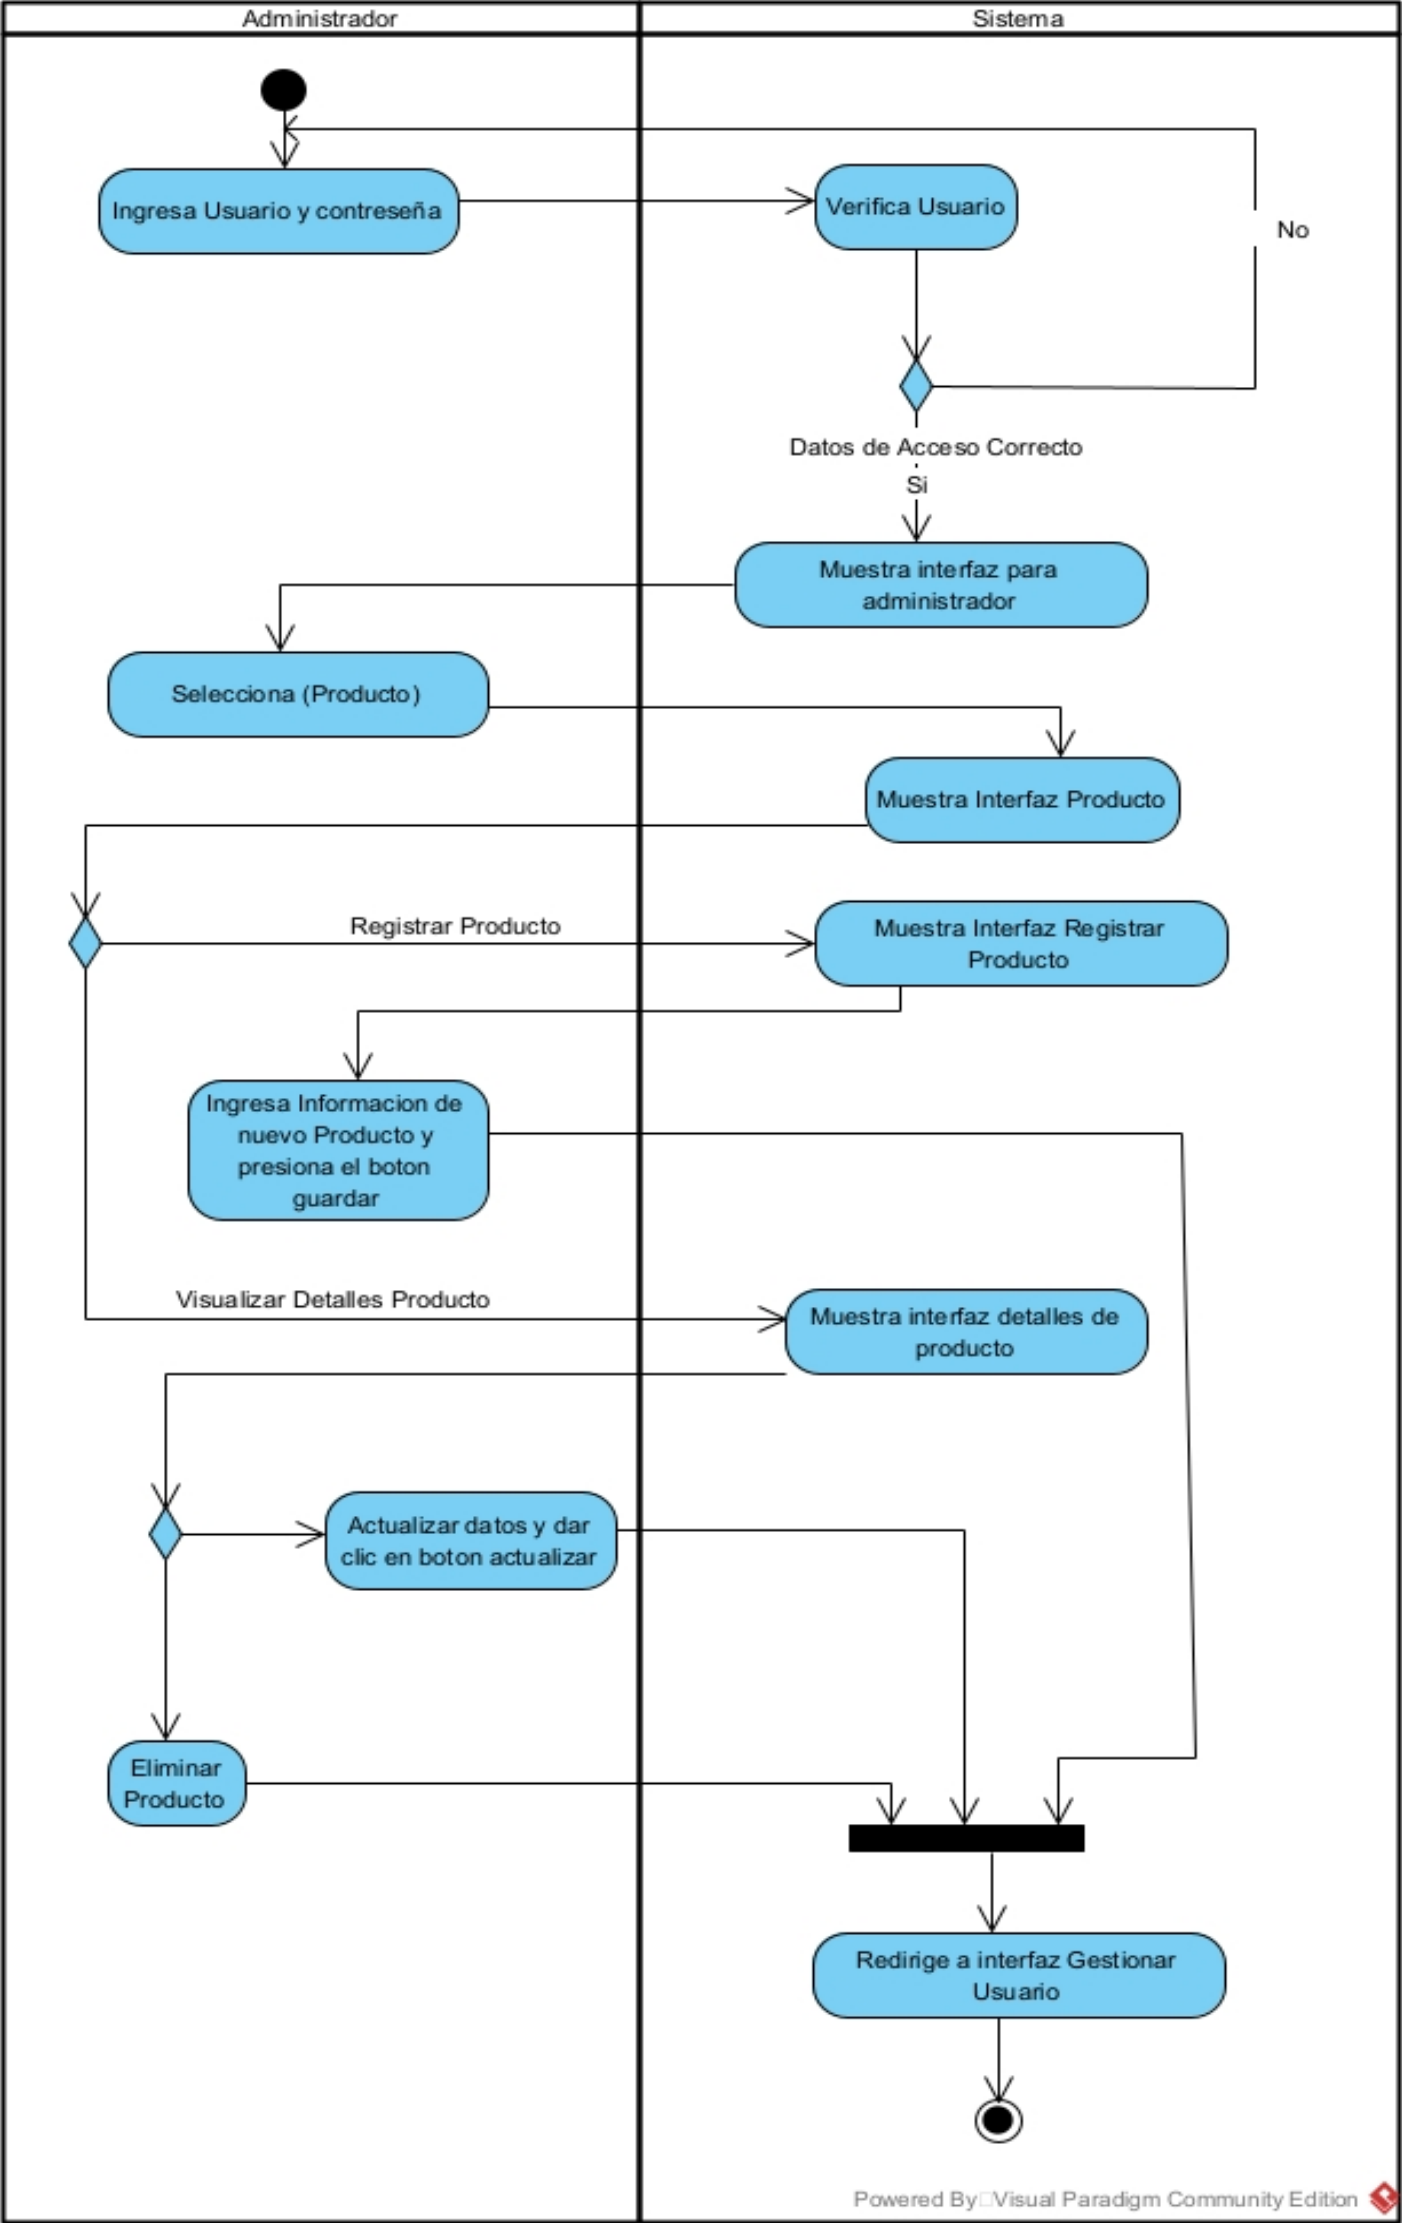 Administrador
Sistema
Ingresa Usuario y contreseña
Verifica Usuario
No
Datos de Acceso Correcto
Si
Muestra interfaz para
administrador
Selecciona (Producto)
Muestra Interfaz Producto
Registrar Producto
Muestra Interfaz Registrar
Producto
Ingresa Informacion de
nuevo Producto y
presiona el boton
guardar
Visualizar Detalles Producto
Muestra interfaz detalles de
producto
Actualizar datos y dar
clic en boton actualizar
Eliminar
Producto
Redirige a interfaz Gestionar
Usuario
Powered By Visual Paradigm Community Edition